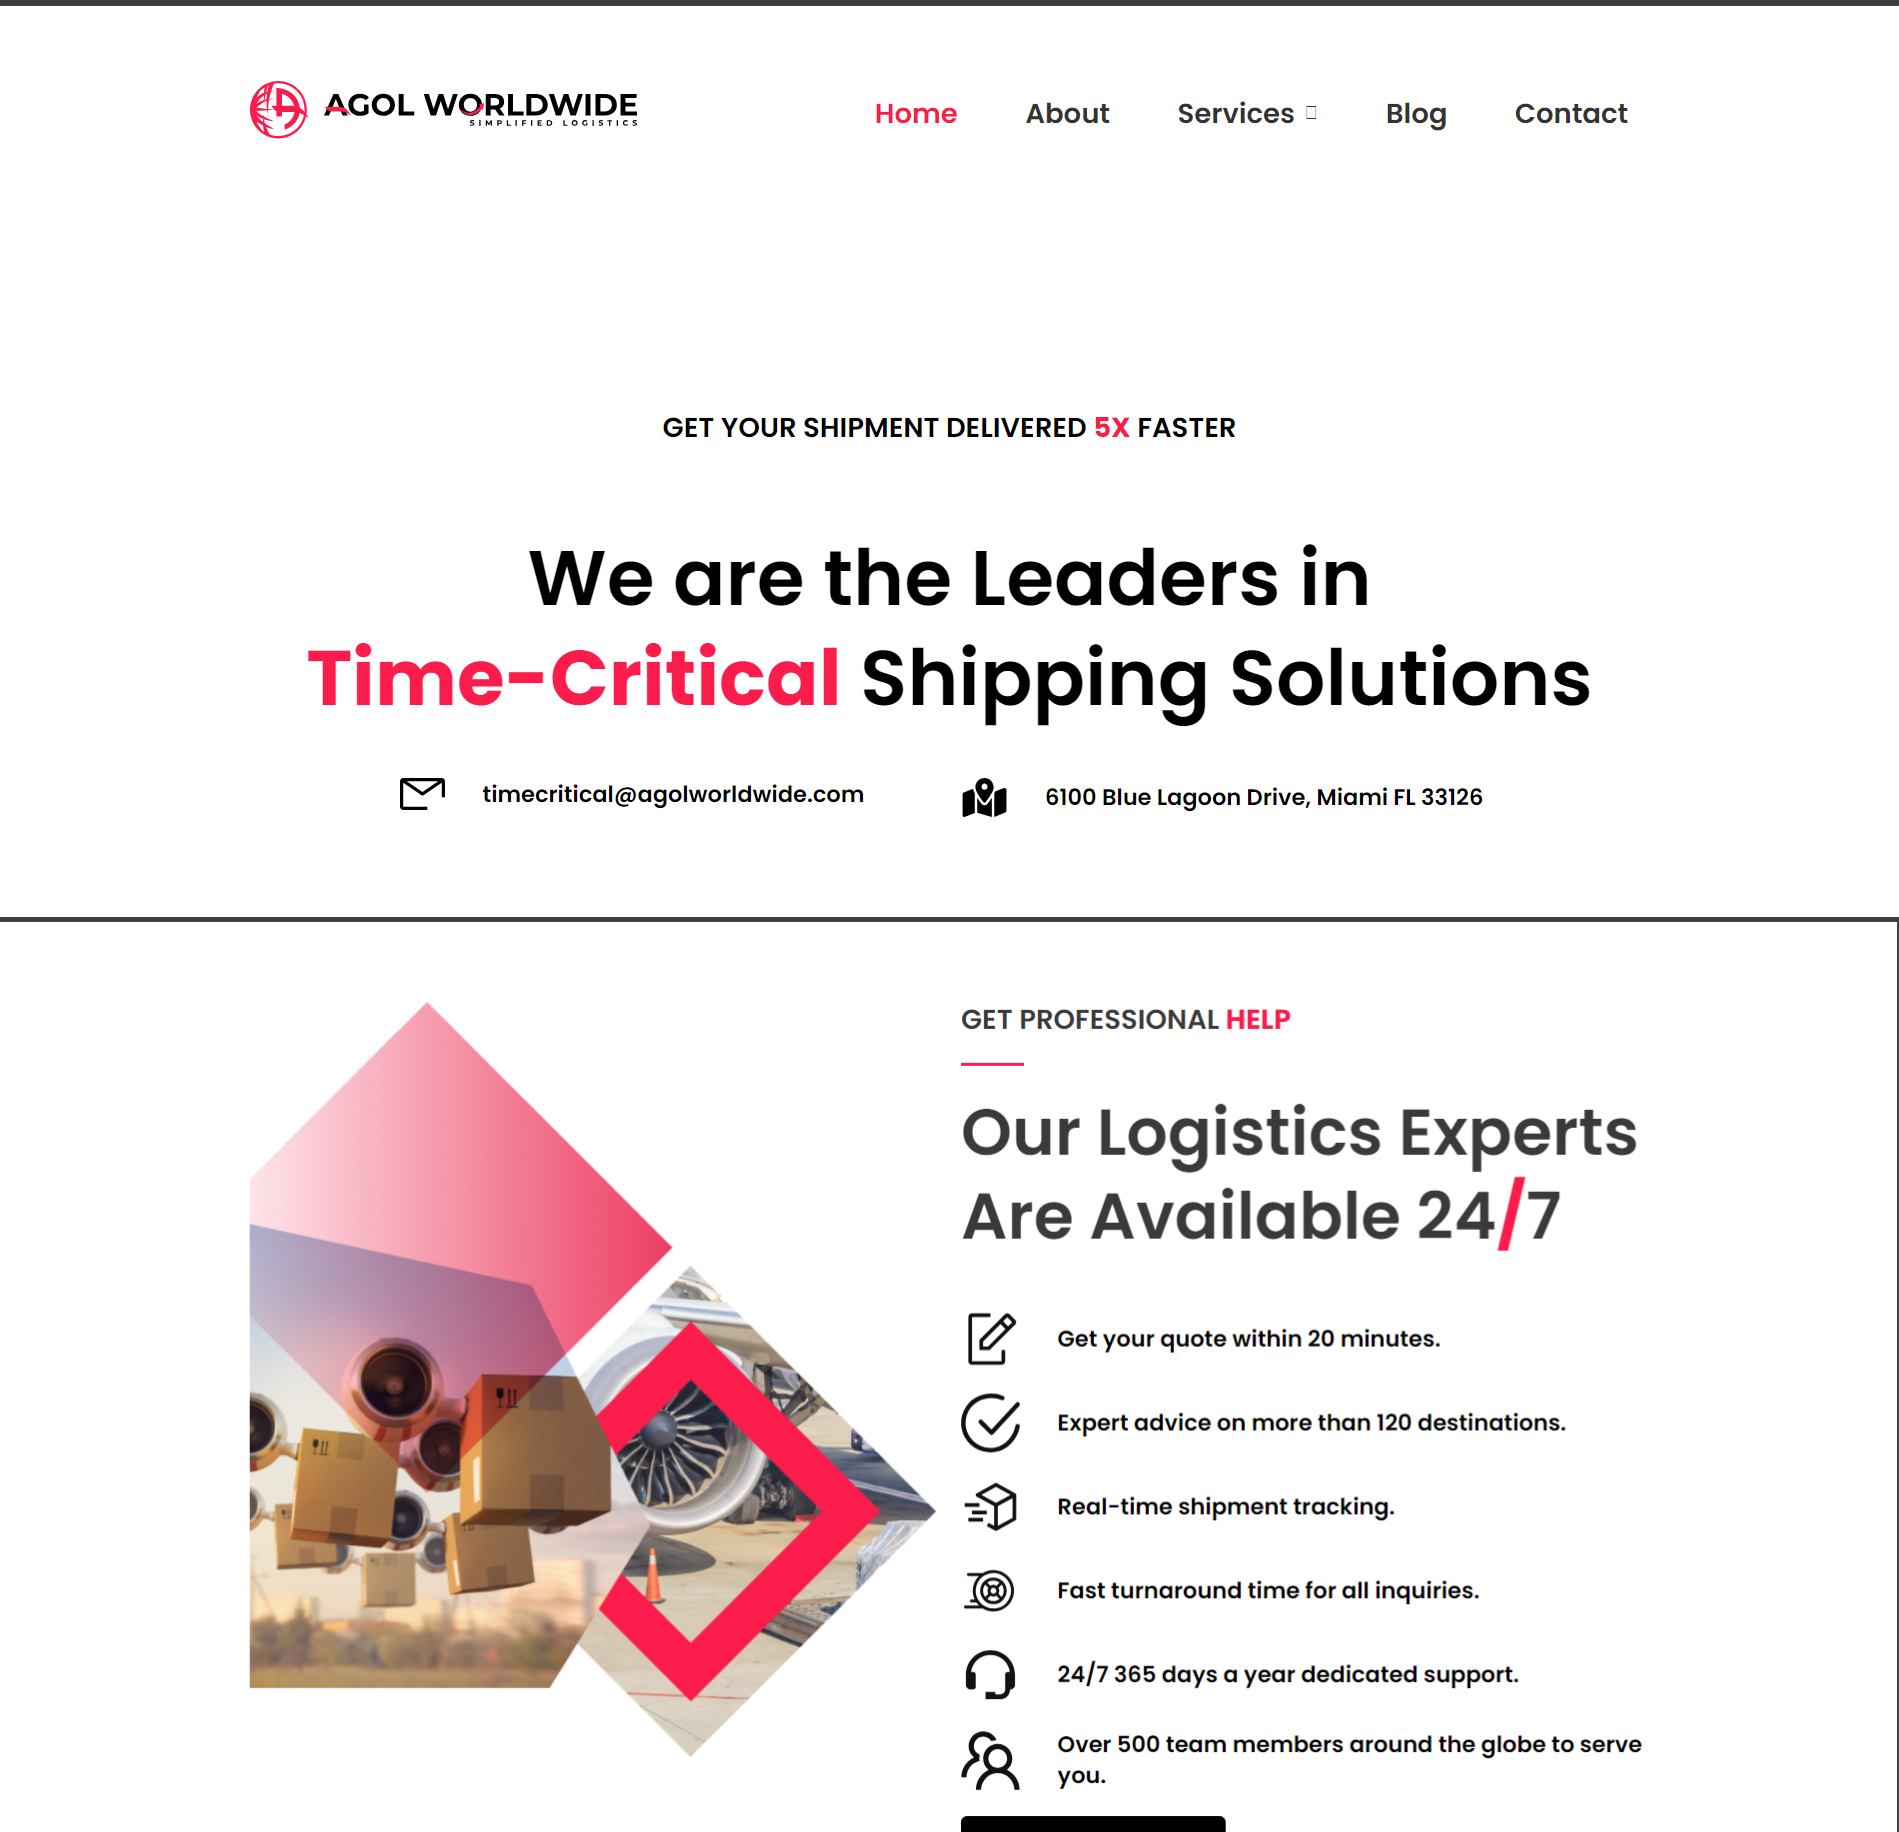 AGOL WORLDWIDE
SIMPLIFIED LOGISTICS
Home About Services Blog Contact
GET YOUR SHIPMENT DELIVERED 5X FASTER
We are the Leaders in
Time-Critical Shipping Solutions
timecritical@agolworldwide.com
6100 Blue Lagoon Drive, Miami FL 33126
GET PROFESSIONAL HELP
Our Logistics Experts
Are Available 24/7
Get your quote within 20 minutes.
Expert advice on more than 120 destinations.
Real-time shipment tracking.
Fast turnaround time for all inquiries.
24/7 365 days a year dedicated support.
Over 500 team members around the globe to serve
you.